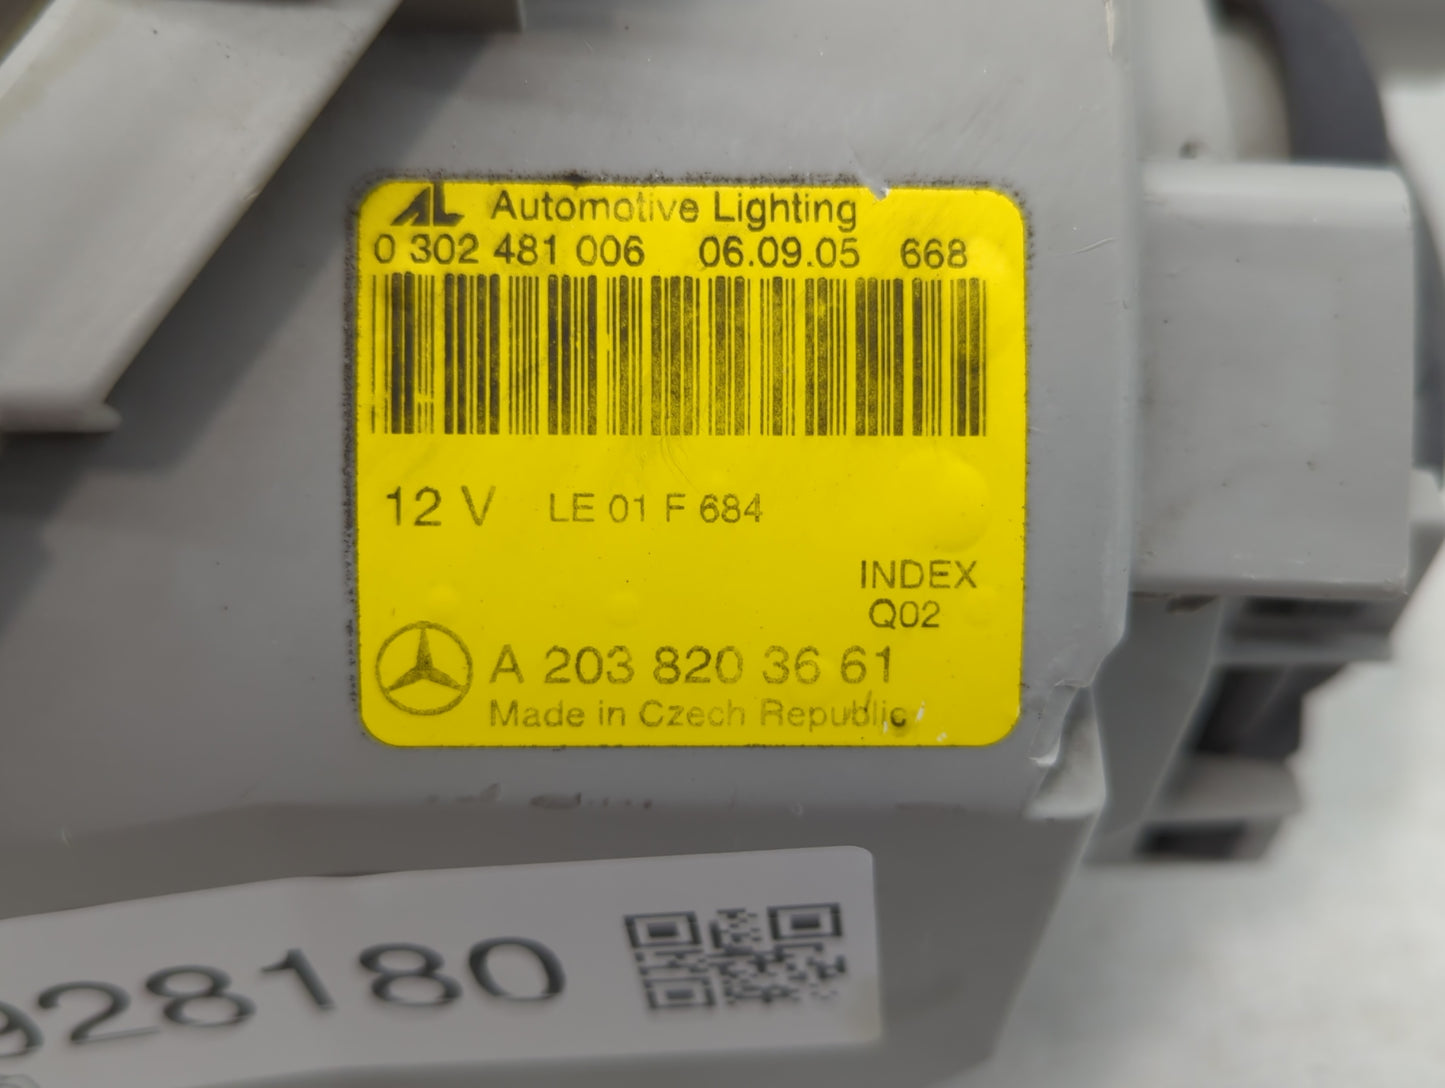 AL Automotive Lighting
0 302 481 006 06.09.05 668
12 V LE 01 F 684
INDEX
Q02
A 203 820 36 61
Made in Czech Republic
928180